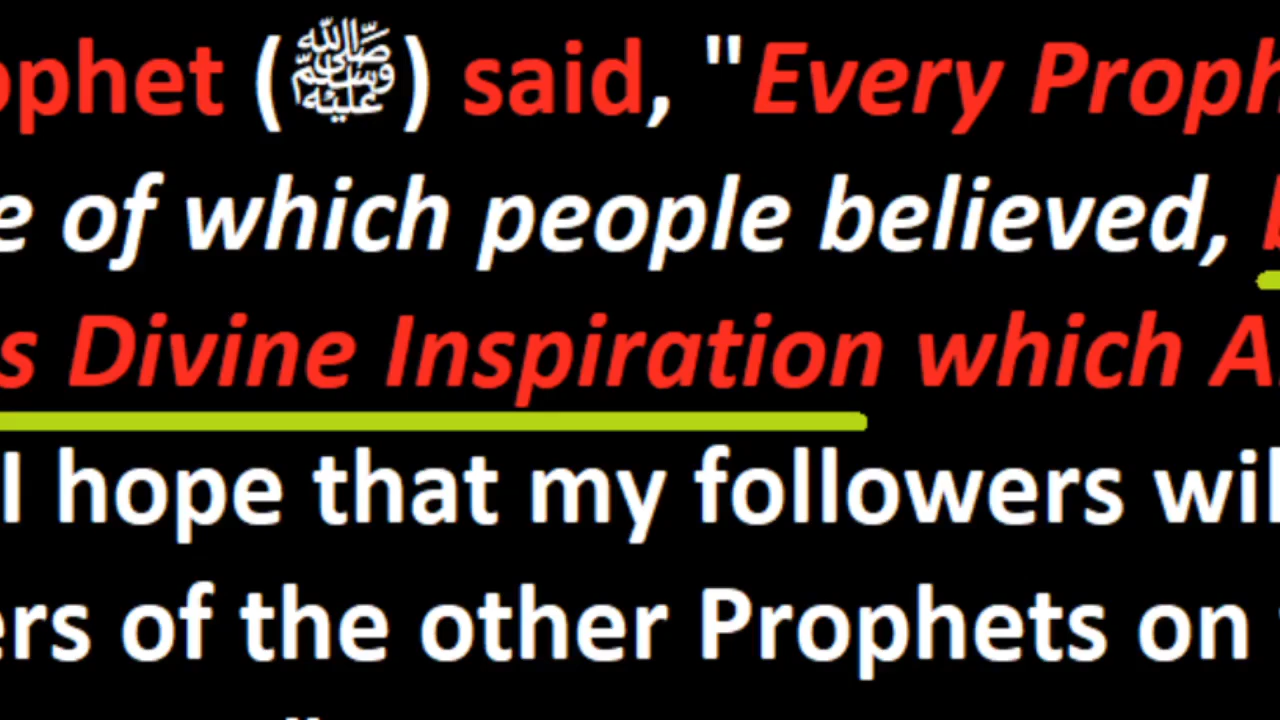 ophet (ﷺ) said, "Every Proph
e of which people believed,
s Divine Inspiration which A
I hope that my followers wil
ers of the other Prophets on
"